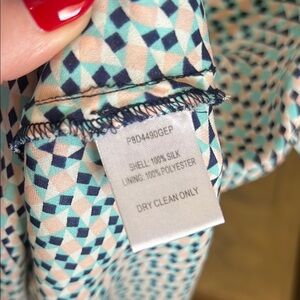 P8D4490GEP
SHELL: 100% SILK
LINING: 100% POLYESTER
DRY CLEAN ONLY